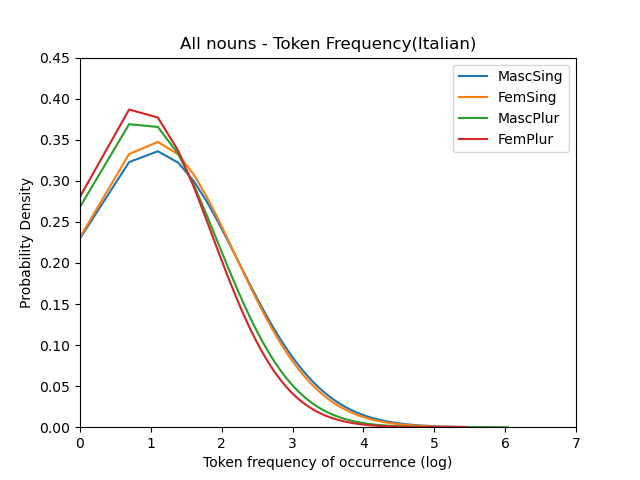 All nouns - Token Frequency(Italian)
0.45
0.40
0.35
0.30
0.25
0.20
0.15
0.10
0.05
0.00
Probability Density
MascSing
FemSing
MascPlur
FemPlur
0 1 2 3 4 5 6 7
Token frequency of occurrence (log)